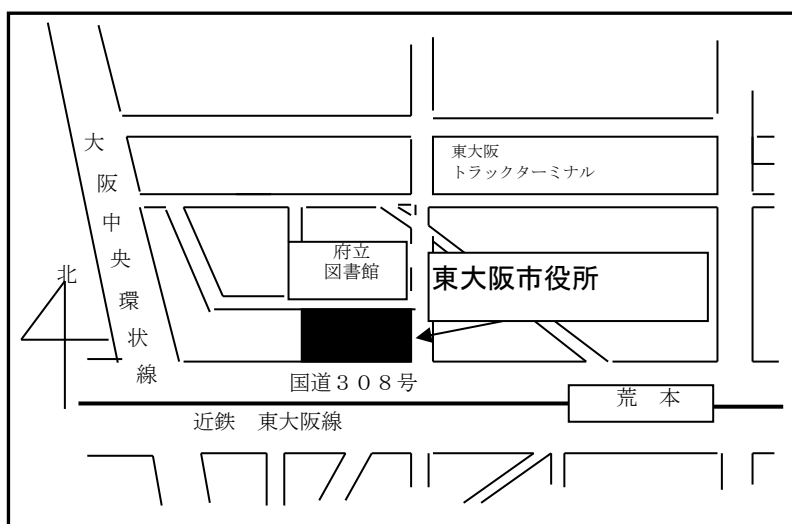 大阪中央環状線
東大阪
トラックターミナル
府立
図書館
北
東大阪市役所
国道３０８号
荒　本
近鉄　東大阪線